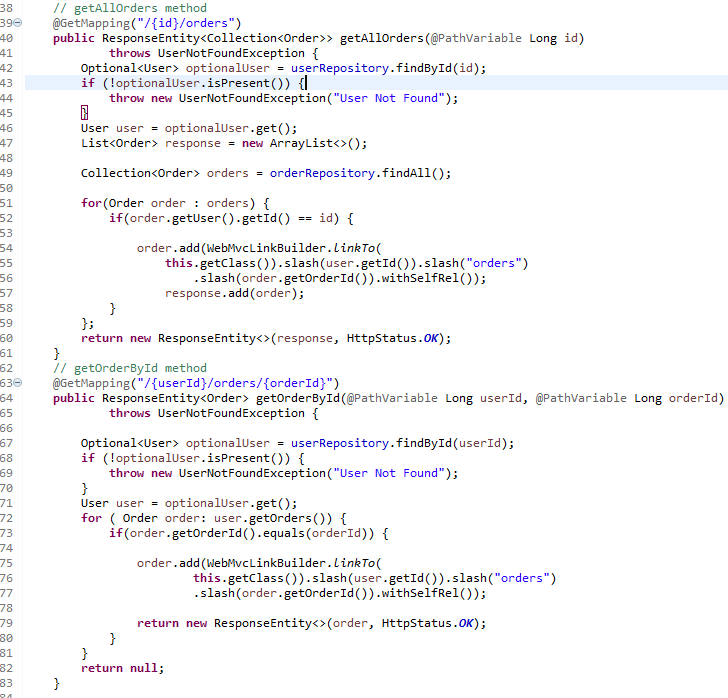 38 // getAllOrders method
39 @GetMapping("/{id}/orders")
40 public ResponseEntity<Collection<Order>> getAllOrders(@PathVariable Long id)
41 throws UserNotFoundException {
42 Optional<User> optionalUser = userRepository.findById(id);
43 if (!optionalUser.isPresent()) {
44 throw new UserNotFoundException("User Not Found");
45 }
46 User user = optionalUser.get();
47 List<Order> response = new ArrayList<>();
48
49 Collection<Order> orders = orderRepository.findAll();
50
51 for(Order order : orders) {
52 if(order.getUser().getId() == id) {
53
54 order.add(WebMvcLinkBuilder.linkTo(
55 this.getClass()).slash(user.getId()).slash("orders")
56 .slash(order.getOrderId()).withSelfRel());
57 response.add(order);
58 }
59 };
60 return new ResponseEntity<>(response, HttpStatus.OK);
61 }
62 // getOrderById method
63 @GetMapping("/{userId}/orders/{orderId}")
64 public ResponseEntity<Order> getOrderById(@PathVariable Long userId, @PathVariable Long orderId)
65 throws UserNotFoundException {
66
67 Optional<User> optionalUser = userRepository.findById(userId);
68 if (!optionalUser.isPresent()) {
69 throw new UserNotFoundException("User Not Found");
70 }
71 User user = optionalUser.get();
72 for ( Order order: user.getOrders()) {
73 if(order.getOrderId().equals(orderId)) {
74
75 order.add(WebMvcLinkBuilder.linkTo(
76 this.getClass()).slash(user.getId()).slash("orders")
77 .slash(order.getOrderId()).withSelfRel());
78
79 return new ResponseEntity<>(order, HttpStatus.OK);
80 }
81 }
82 return null;
83 }